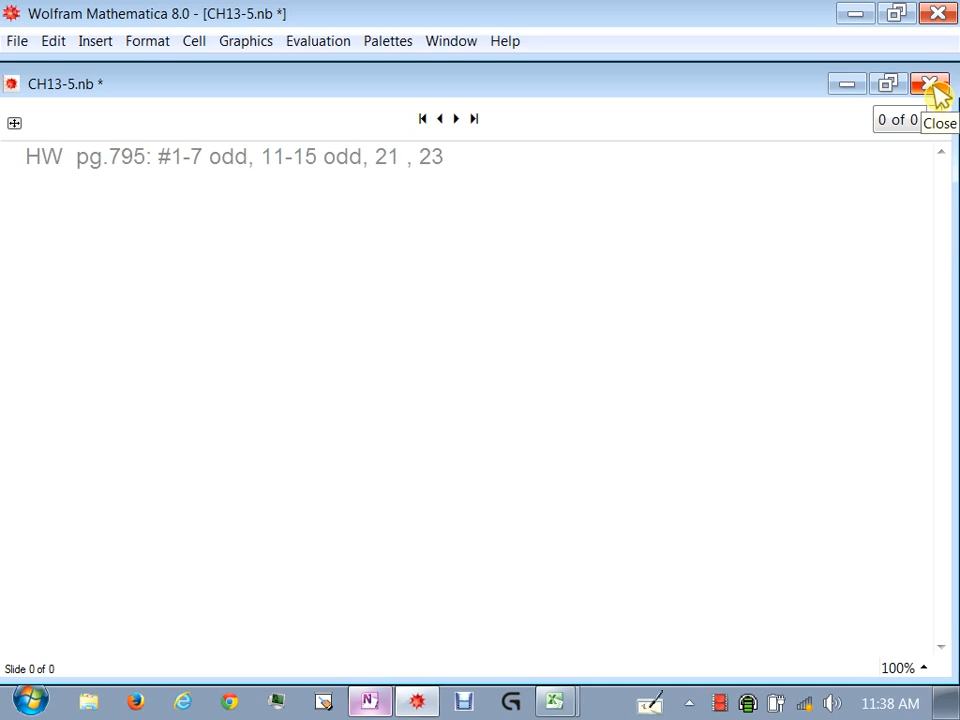 Wolfram Mathematica 8.0 - [CH13-5.nb *]
File Edit Insert Format Cell Graphics Evaluation Palettes Window Help
CH13-5.nb *
0 of 0
Close
HW pg.795: #1-7 odd, 11-15 odd, 21 , 23
Slide 0 of 0
100%
11:38 AM